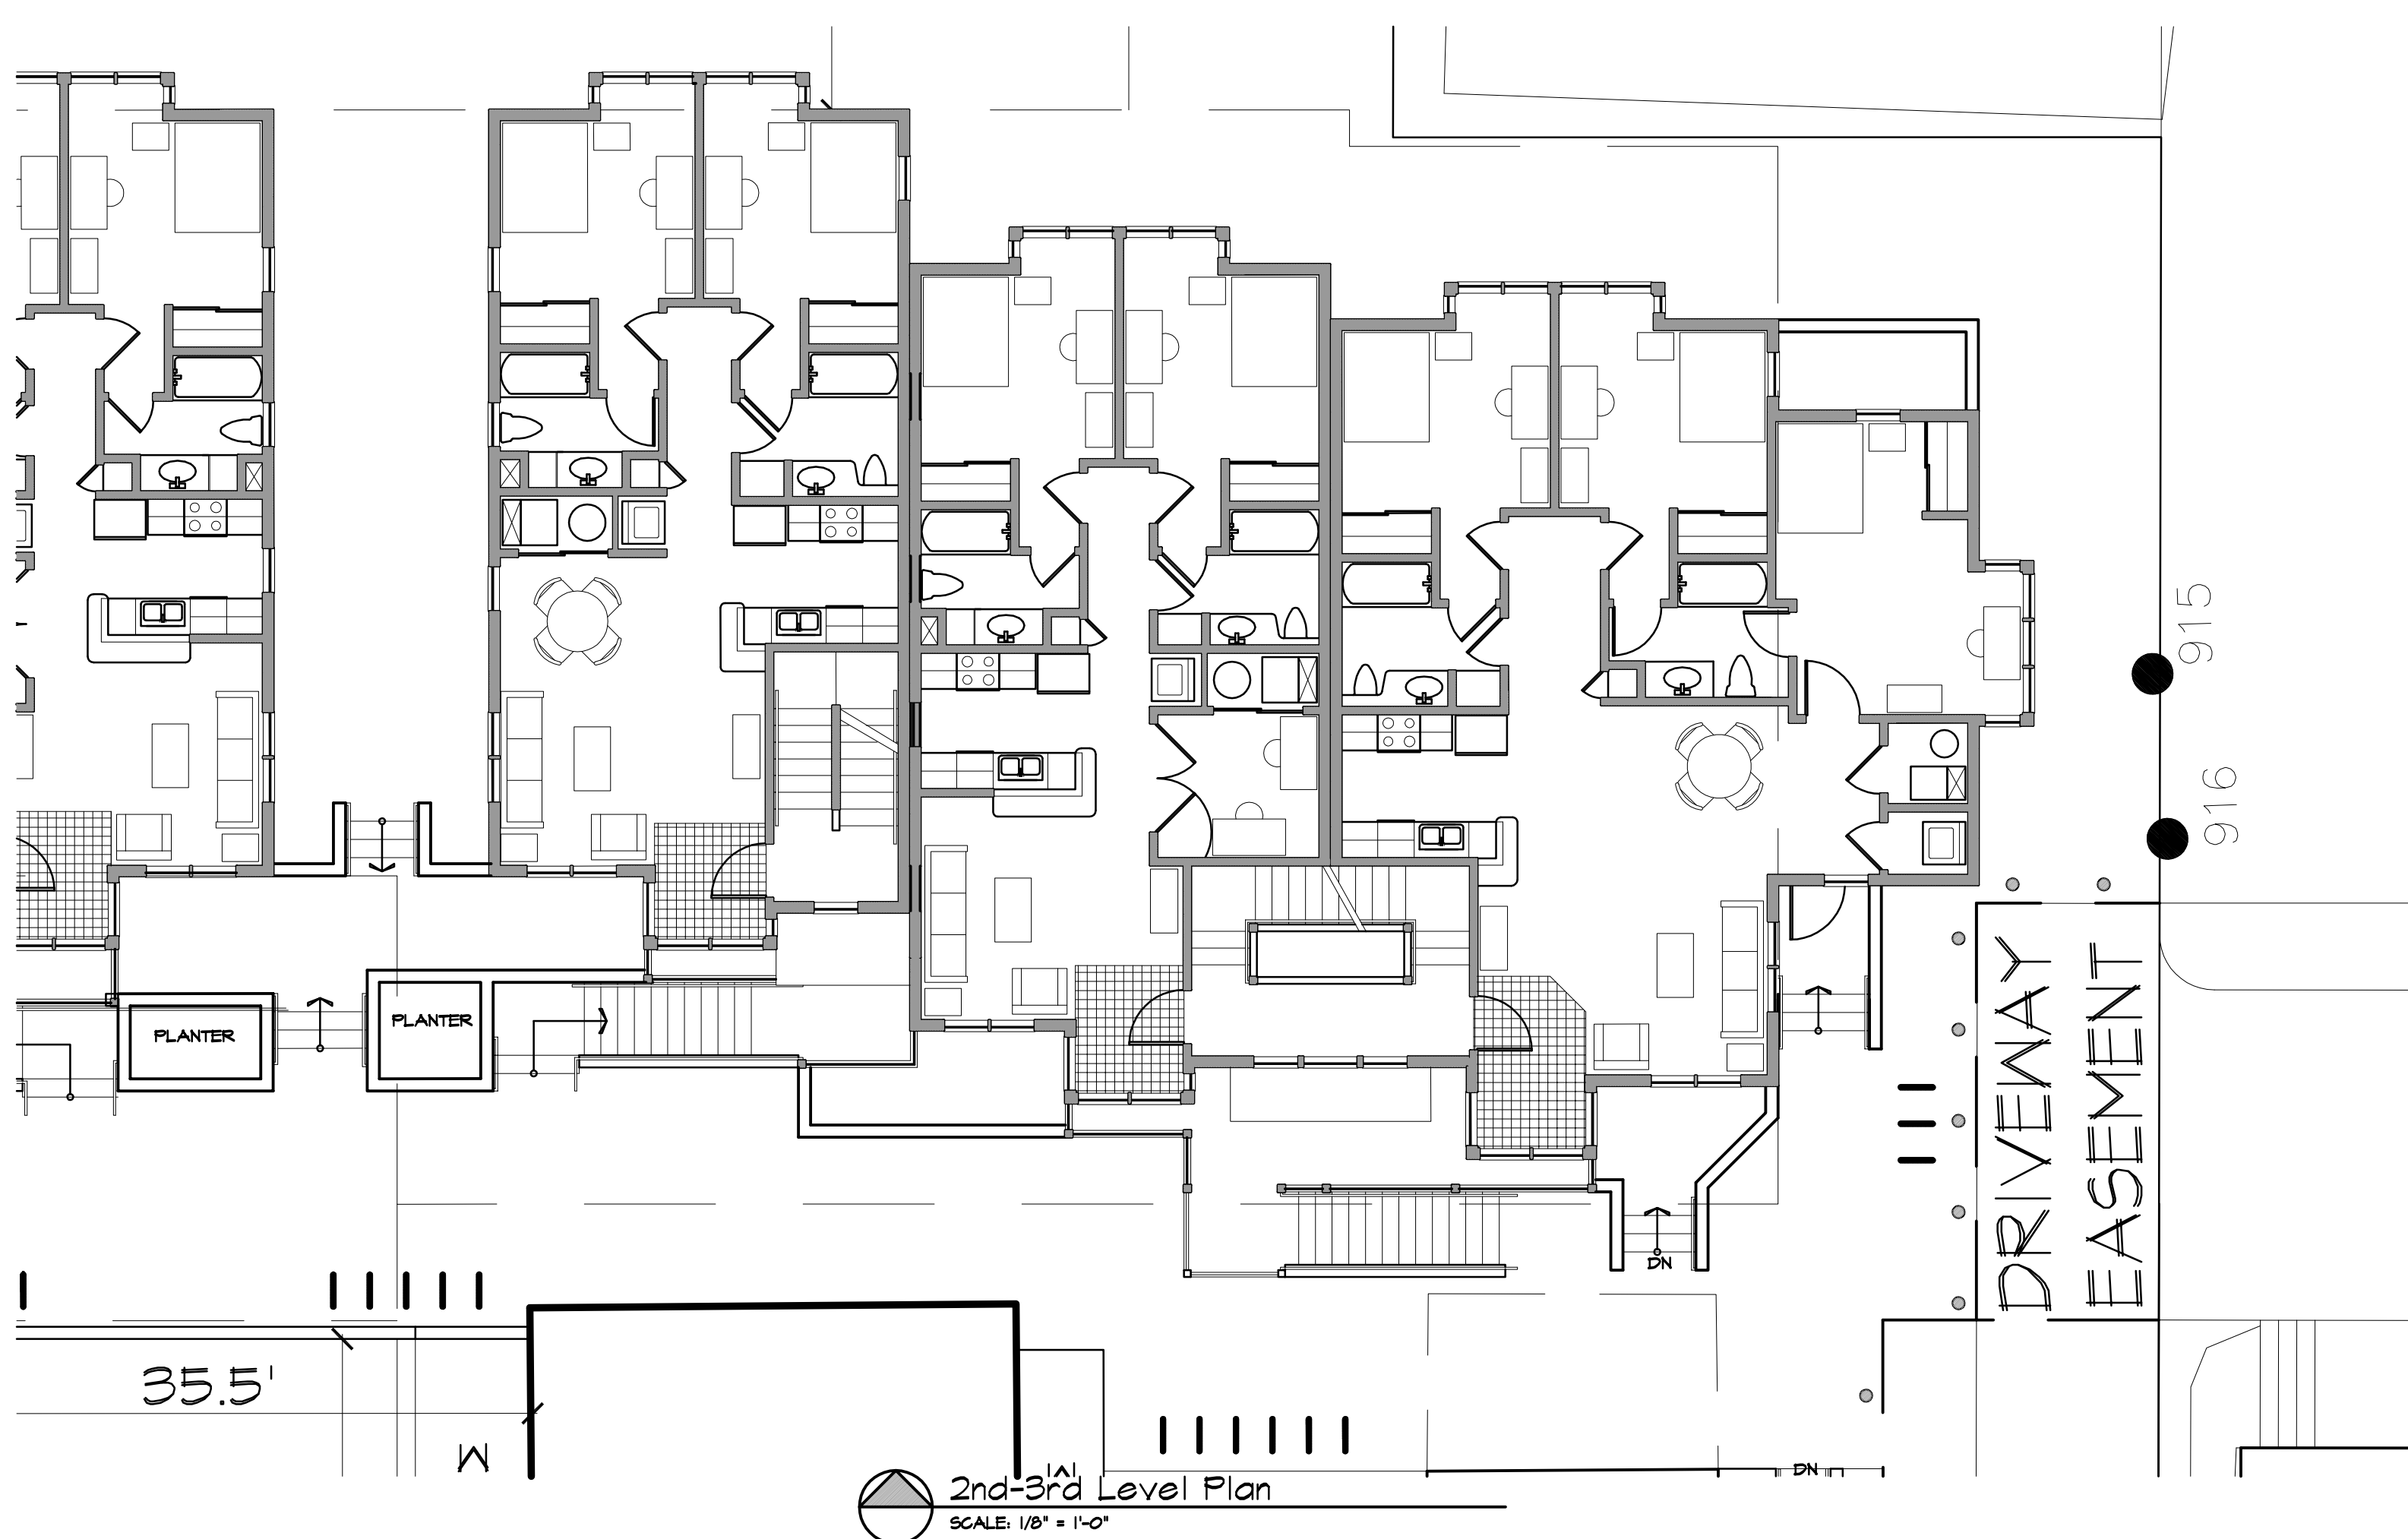 915
916
DRIVEWAY
EASEMENT
PLANTER
PLANTER
DN
35.5'
DN
2nd-3rd Level Plan
SCALE: 1/8" = 1'-0"